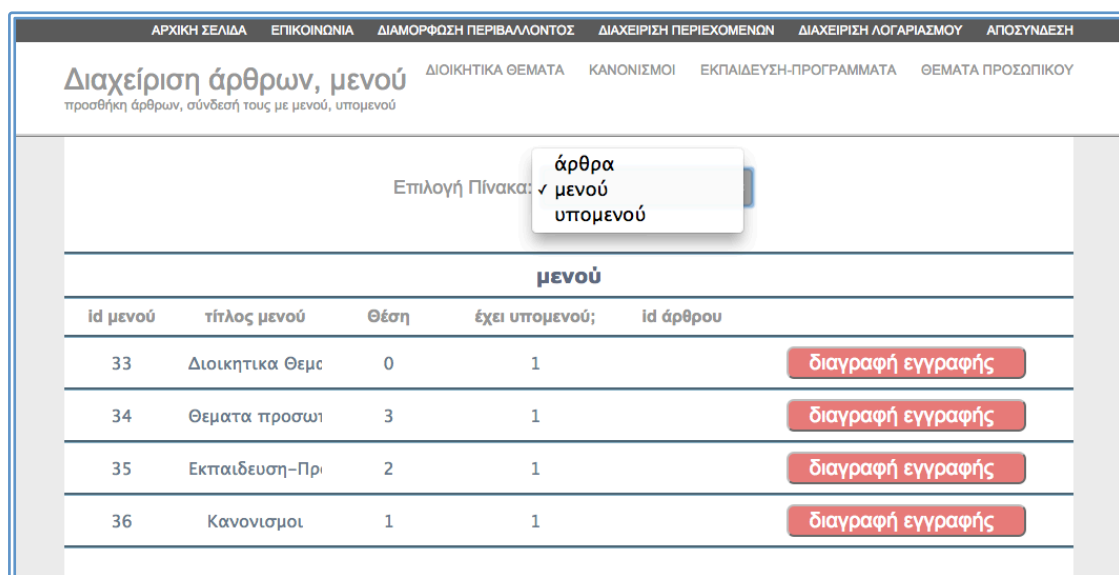 ΑΡΧΙΚΗ ΣΕΛΙΔΑ ΕΠΙΚΟΙΝΩΝΙΑ ΔΙΑΜΟΡΦΩΣΗ ΠΕΡΙΒΑΛΛΟΝΤΟΣ ΔΙΑΧΕΙΡΙΣΗ ΠΕΡΙΕΧΟΜΕΝΩΝ ΔΙΑΧΕΙΡΙΣΗ ΛΟΓΑΡΙΑΣΜΟΥ ΑΠΟΣΥΝΔΕΣΗ
Διαχείριση άρθρων, μενού
προσθήκη άρθρων, σύνδεσή τους με μενού, υπομενού
ΔΙΟΙΚΗΤΙΚΑ ΘΕΜΑΤΑ ΚΑΝΟΝΙΣΜΟΙ ΕΚΠΑΙΔΕΥΣΗ-ΠΡΟΓΡΑΜΜΑΤΑ ΘΕΜΑΤΑ ΠΡΟΣΩΠΙΚΟΥ
άρθρα
Επιλογή Πίνακα: ✓ μενού
υπομενού
μενού
id μενού τίτλος μενού Θέση έχει υπομενού; id άρθρου
33 Διοικητικα Θεμα 0 1 διαγραφή εγγραφής
34 Θεματα προσωπ 3 1 διαγραφή εγγραφής
35 Εκπαιδευση-Προ 2 1 διαγραφή εγγραφής
36 Κανονισμοι 1 1 διαγραφή εγγραφής